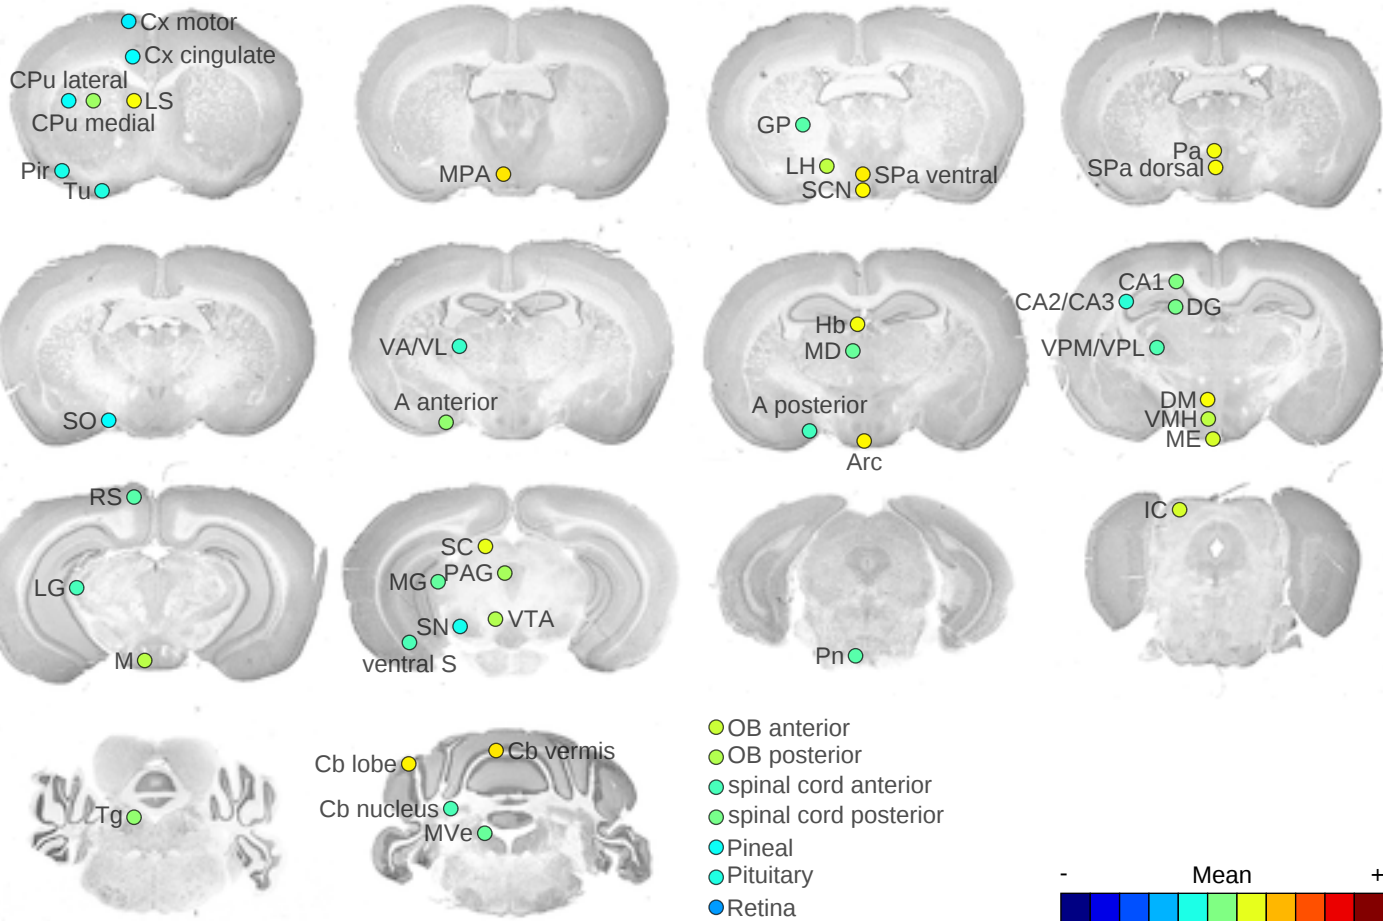 Cx motor
Cx cingulate
CPu lateral
LS
CPu medial
Pir
Tu
MPA
GP
LH
SPa ventral
SCN
Pa
SPa dorsal
SO
VA/VL
A anterior
Hb
MD
A posterior
Arc
CA1
CA2/CA3
DG
VPM/VPL
DM
VMH
ME
RS
LG
M
SC
MG
PAG
SN
VTA
ventral S
Pn
IC
Tg
Cb lobe
Cb vermis
Cb nucleus
MVe
OB anterior
OB posterior
spinal cord anterior
spinal cord posterior
Pineal
Pituitary
Retina
- Mean +